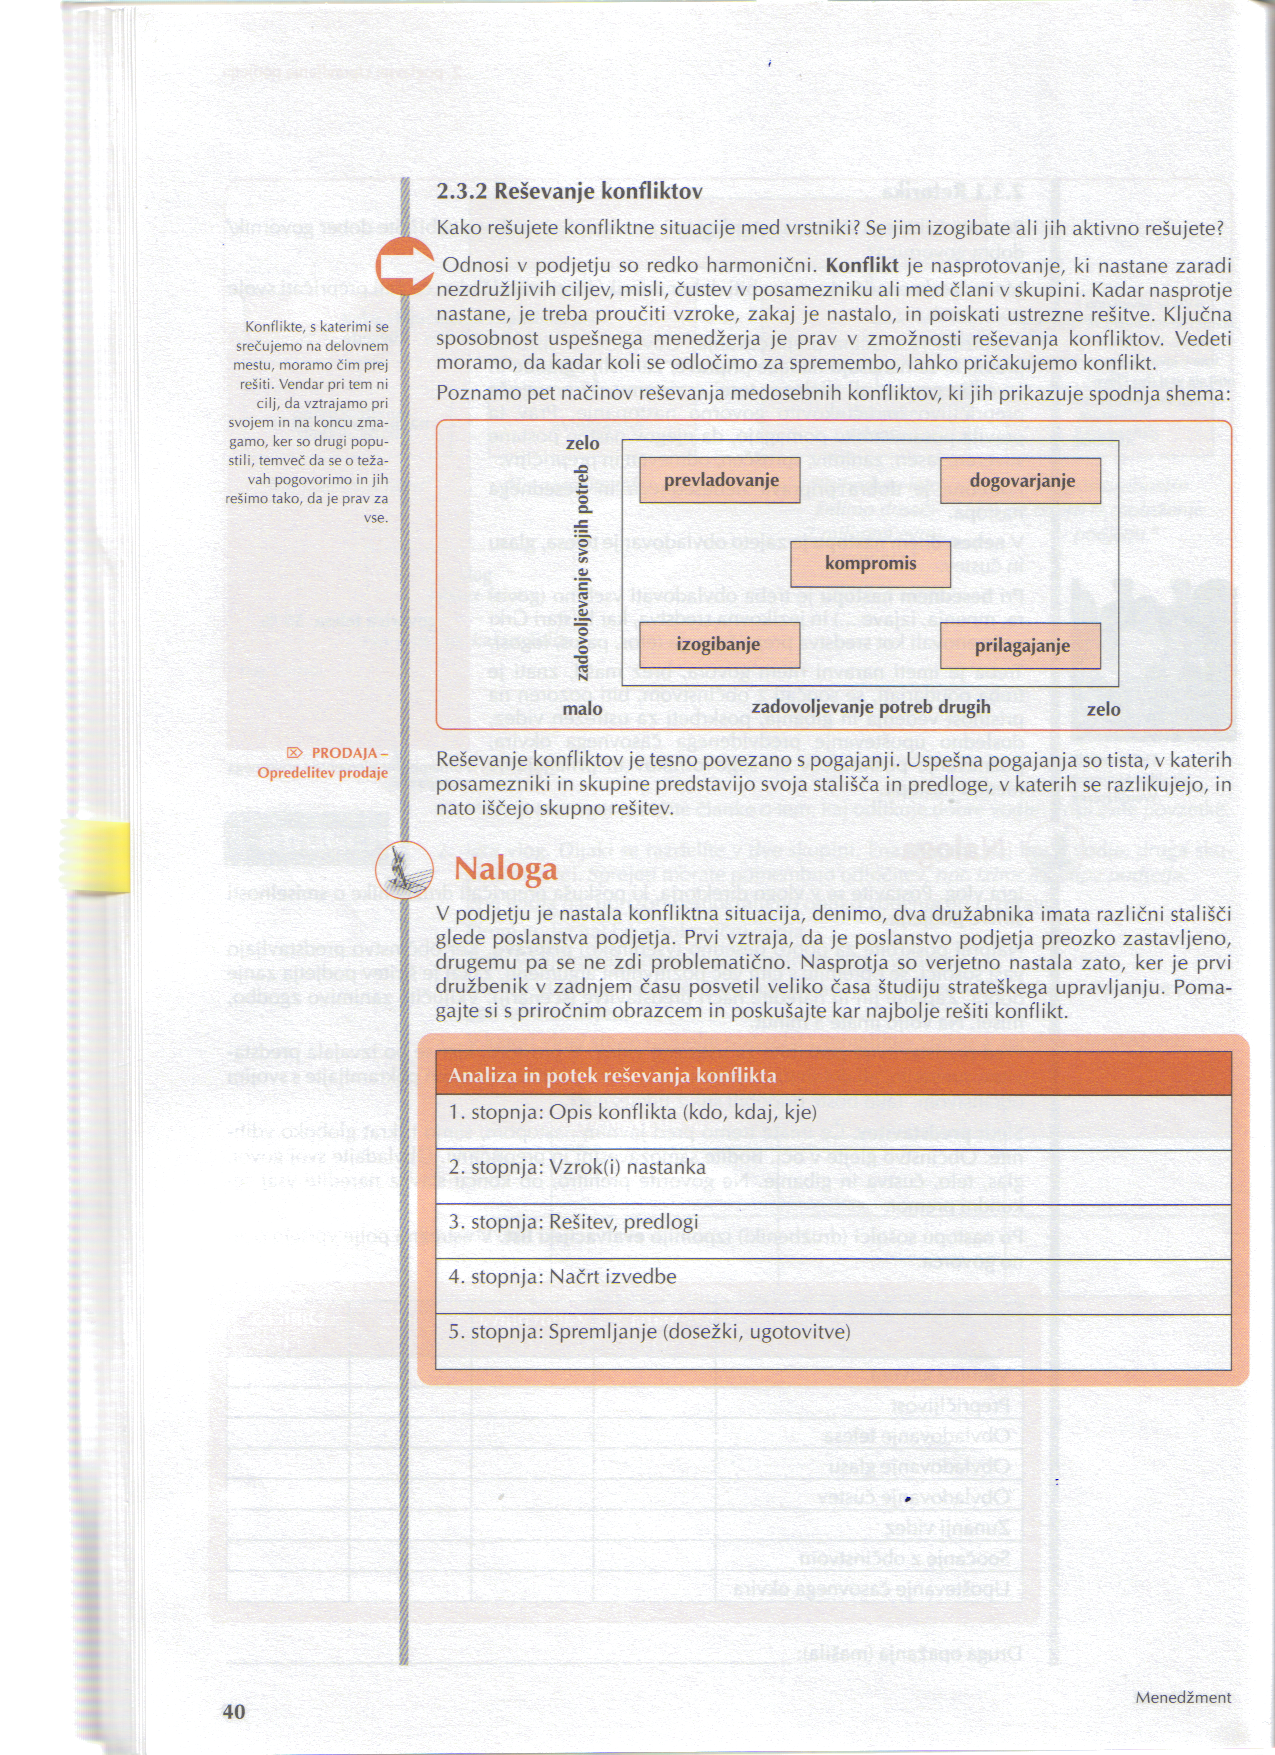 2.3.2 Reševanje konfliktov
Kako rešujete konfliktne situacije med vrstniki? Se jim izogibate ali jih aktivno rešujete?
Odnosi v podjetju so redko harmonični. Konflikt je nasprotovanje, ki nastane zaradi
nezdružljivih ciljev, misli, čustev v posamezniku ali med člani v skupini. Kadar nasprotje
nastane, je treba proučiti vzroke, zakaj je nastalo, in poiskati ustrezne rešitve. Ključna
sposobnost uspešnega menedžerja je prav v zmožnosti reševanja konfliktov. Vedeti
moramo, da kadar koli se odločimo za spremembo, lahko pričakujemo konflikt.
Poznamo pet načinov reševanja medosebnih konfliktov, ki jih prikazuje spodnja shema:
Konflikte, s katerimi se
srečujemo na delovnem
mestu, moramo čim prej
rešiti. Vendar pri tem ni
cilj, da vztrajamo pri
svojem in na koncu zma-
gamo, ker so drugi popu-
stili, temveč da se o teža-
vah pogovorimo in jih
rešimo tako, da je prav za
vse.
zelo
zadovoljevanje svojih potreb
prevladovanje
dogovarjanje
kompromis
izogibanje
prilagajanje
malo
zadovoljevanje potreb drugih
zelo
PRODAJA –
Opredelitev prodaje
Reševanje konfliktov je tesno povezano s pogajanji. Uspešna pogajanja so tista, v katerih
posamezniki in skupine predstavijo svoja stališča in predloge, v katerih se razlikujejo, in
nato iščejo skupno rešitev.
Naloga
V podjetju je nastala konfliktna situacija, denimo, dva družabnika imata različni stališči
glede poslanstva podjetja. Prvi vztraja, da je poslanstvo podjetja preozko zastavljeno,
drugemu pa se ne zdi problematično. Nasprotja so verjetno nastala zato, ker je prvi
družbenik v zadnjem času posvetil veliko časa študiju strateškega upravljanju. Poma-
gajte si s priročnim obrazcem in poskušajte kar najbolje rešiti konflikt.
Analiza in potek reševanja konflikta
1. stopnja: Opis konflikta (kdo, kdaj, kje)
2. stopnja: Vzrok(i) nastanka
3. stopnja: Rešitev, predlogi
4. stopnja: Načrt izvedbe
5. stopnja: Spremljanje (dosežki, ugotovitve)
40
Menedžment